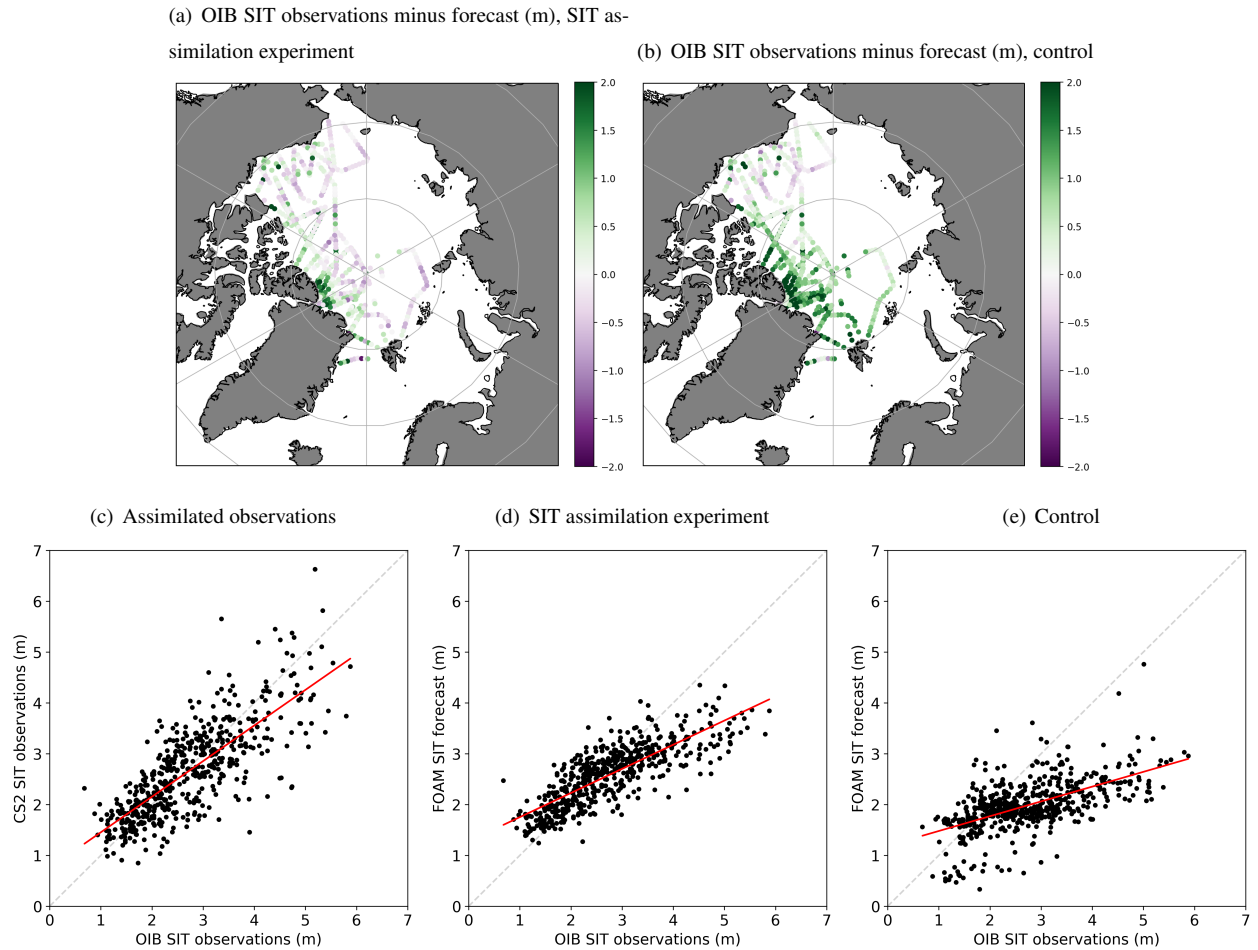 (a) OIB SIT observations minus forecast (m), SIT as-
similation experiment
(b) OIB SIT observations minus forecast (m), control
2.0
1.5
1.0
0.5
0.0
−0.5
−1.0
−1.5
−2.0
2.0
1.5
1.0
0.5
0.0
−0.5
−1.0
−1.5
−2.0
(c) Assimilated observations
7
6
5
4
3
2
1
0
CS2 SIT observations (m)
0 1 2 3 4 5 6 7
OIB SIT observations (m)
(d) SIT assimilation experiment
7
6
5
4
3
2
1
0
FOAM SIT forecast (m)
0 1 2 3 4 5 6 7
OIB SIT observations (m)
(e) Control
7
6
5
4
3
2
1
0
FOAM SIT forecast (m)
0 1 2 3 4 5 6 7
OIB SIT observations (m)